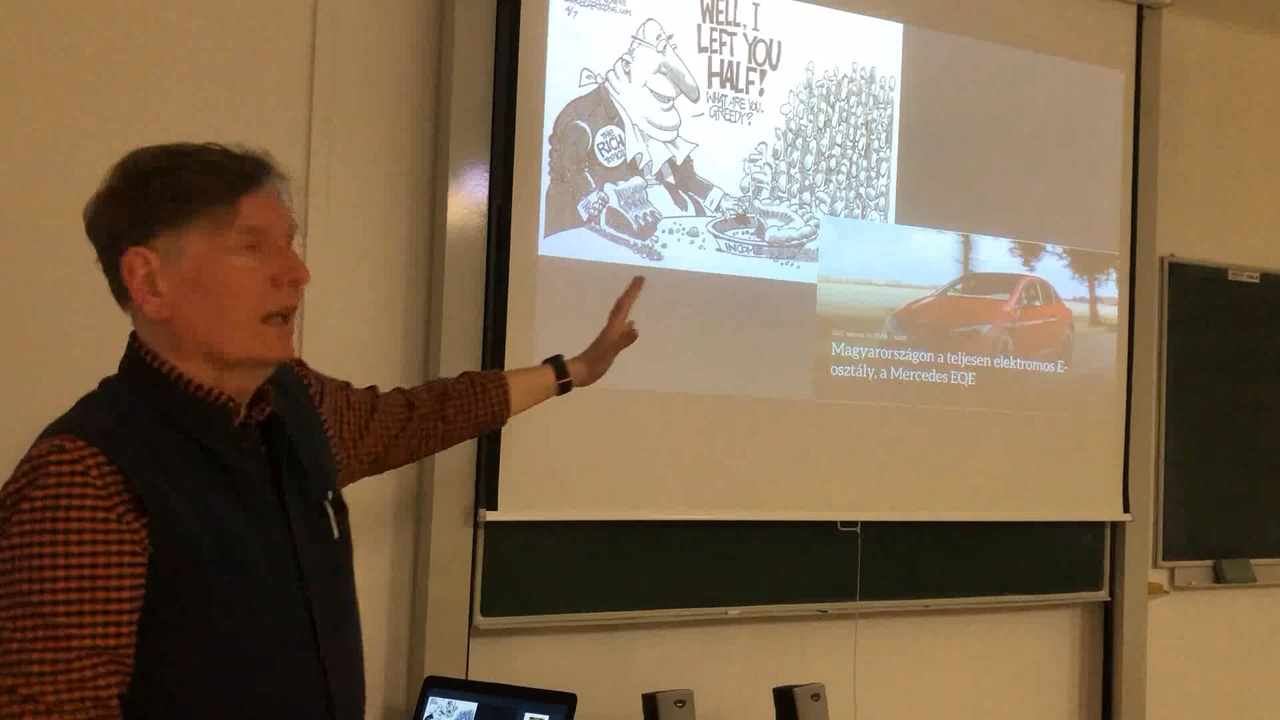 WELL, I
LEFT YOU
HALF!
WHAT ARE YOU,
GREEDY?
THE
RICH
INCOME
Magyarországon a teljesen elektromos E-
osztály, a Mercedes EQE